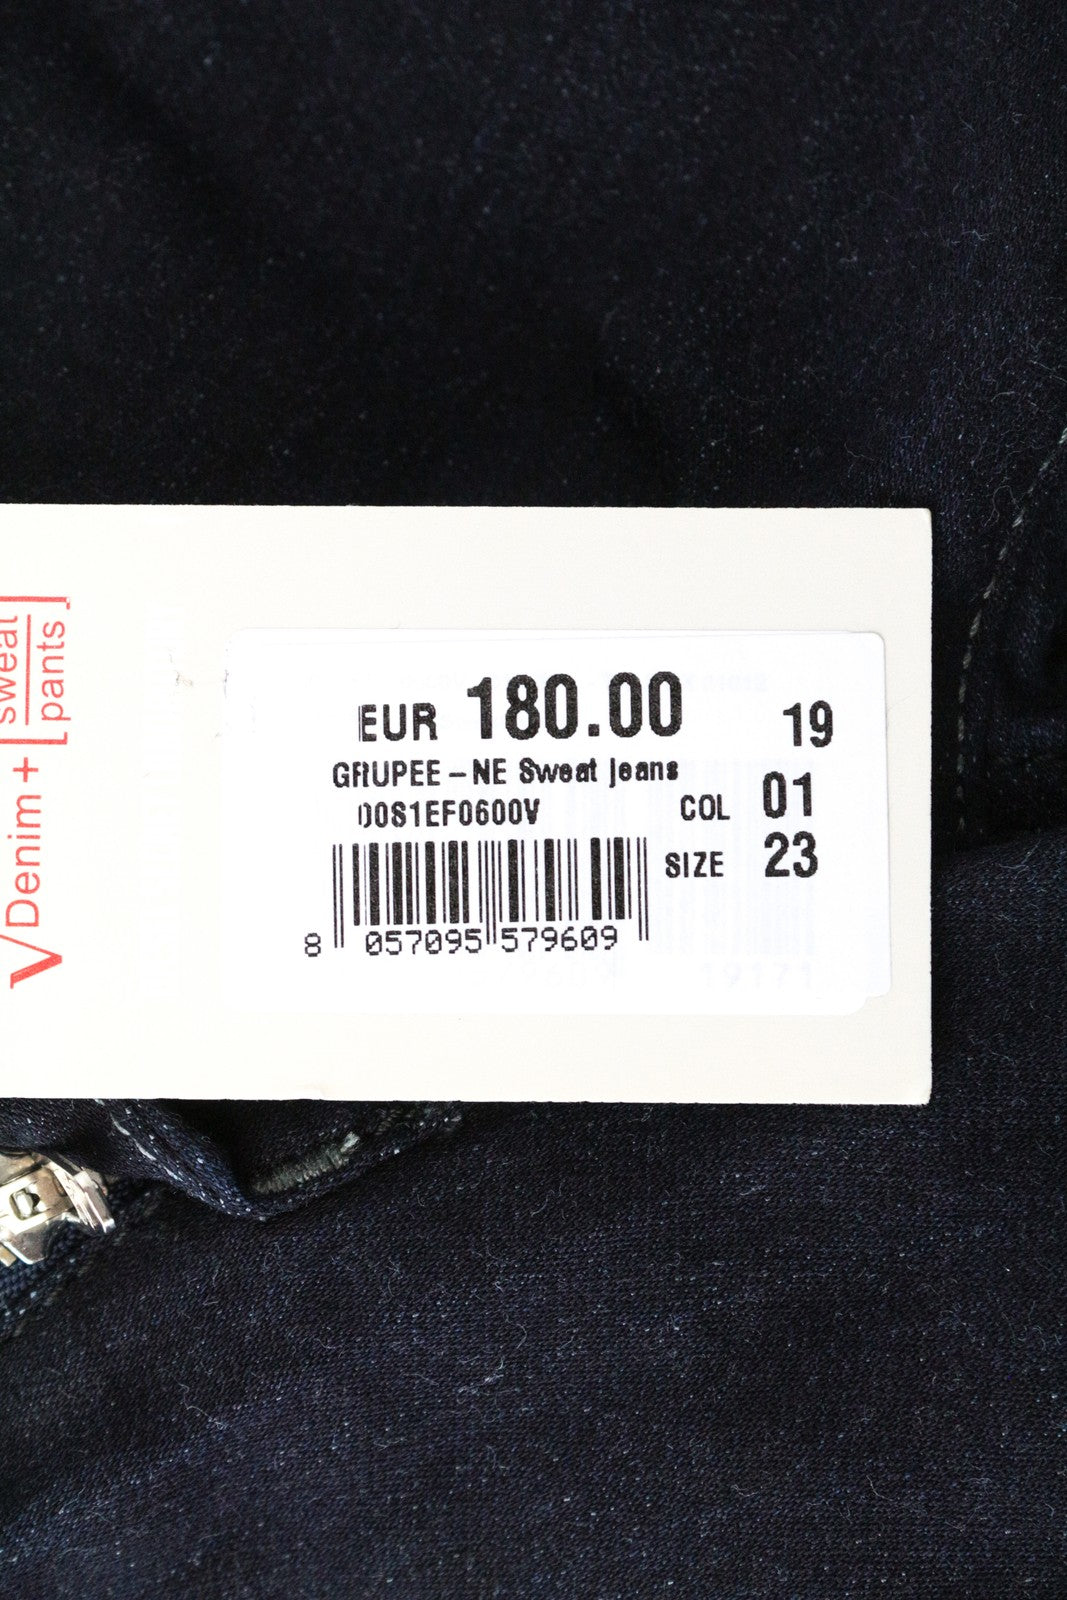 Denim + [sweat pants]
EUR 180.00 19
GRUPEE – NE Sweat Jeans
00S1EF0600V COL 01
SIZE 23
8 057095 579609